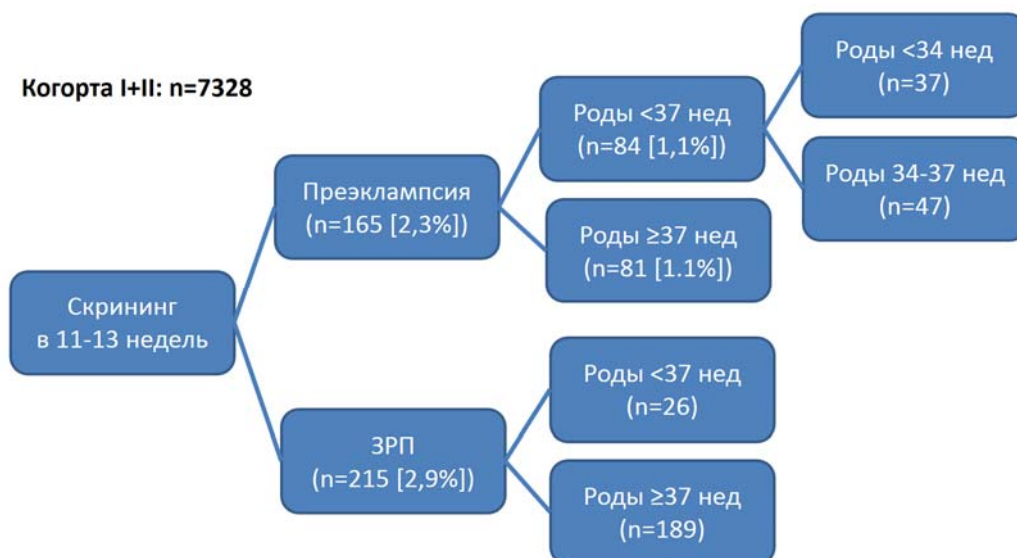 Когорта I+II: n=7328
Скрининг
в 11-13 недель
Преэклампсия
(n=165 [2,3%])
Роды <37 нед
(n=84 [1,1%])
Роды <34 нед
(n=37)
Роды 34-37 нед
(n=47)
Роды ≥37 нед
(n=81 [1.1%])
ЗРП
(n=215 [2,9%])
Роды <37 нед
(n=26)
Роды ≥37 нед
(n=189)